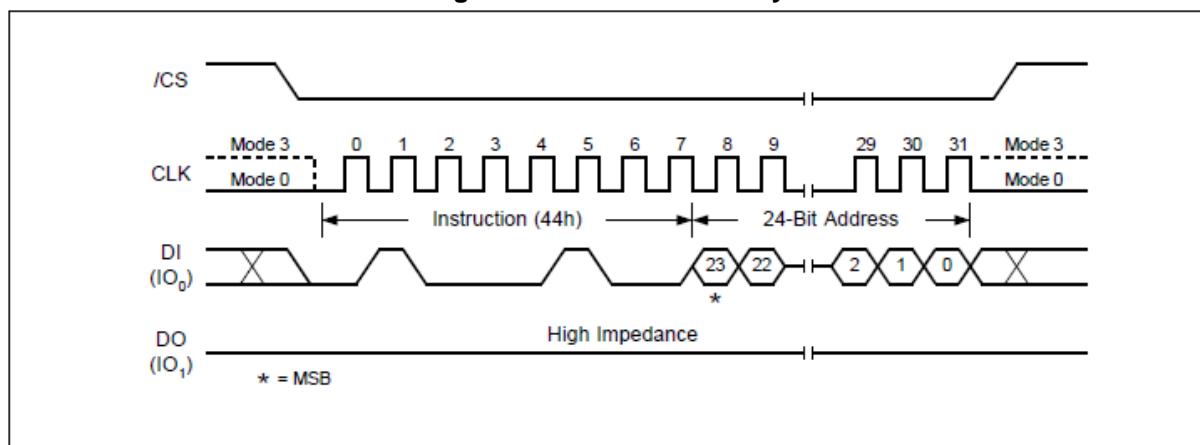 /CS
Mode 3 0 1 2 3 4 5 6 7 8 9 29 30 31 Mode 3
CLK Mode 0 Mode 0
Instruction (44h) 24-Bit Address
DI
(IO0) 23 22 2 1 0
*
DO High Impedance
(IO1)
* = MSB